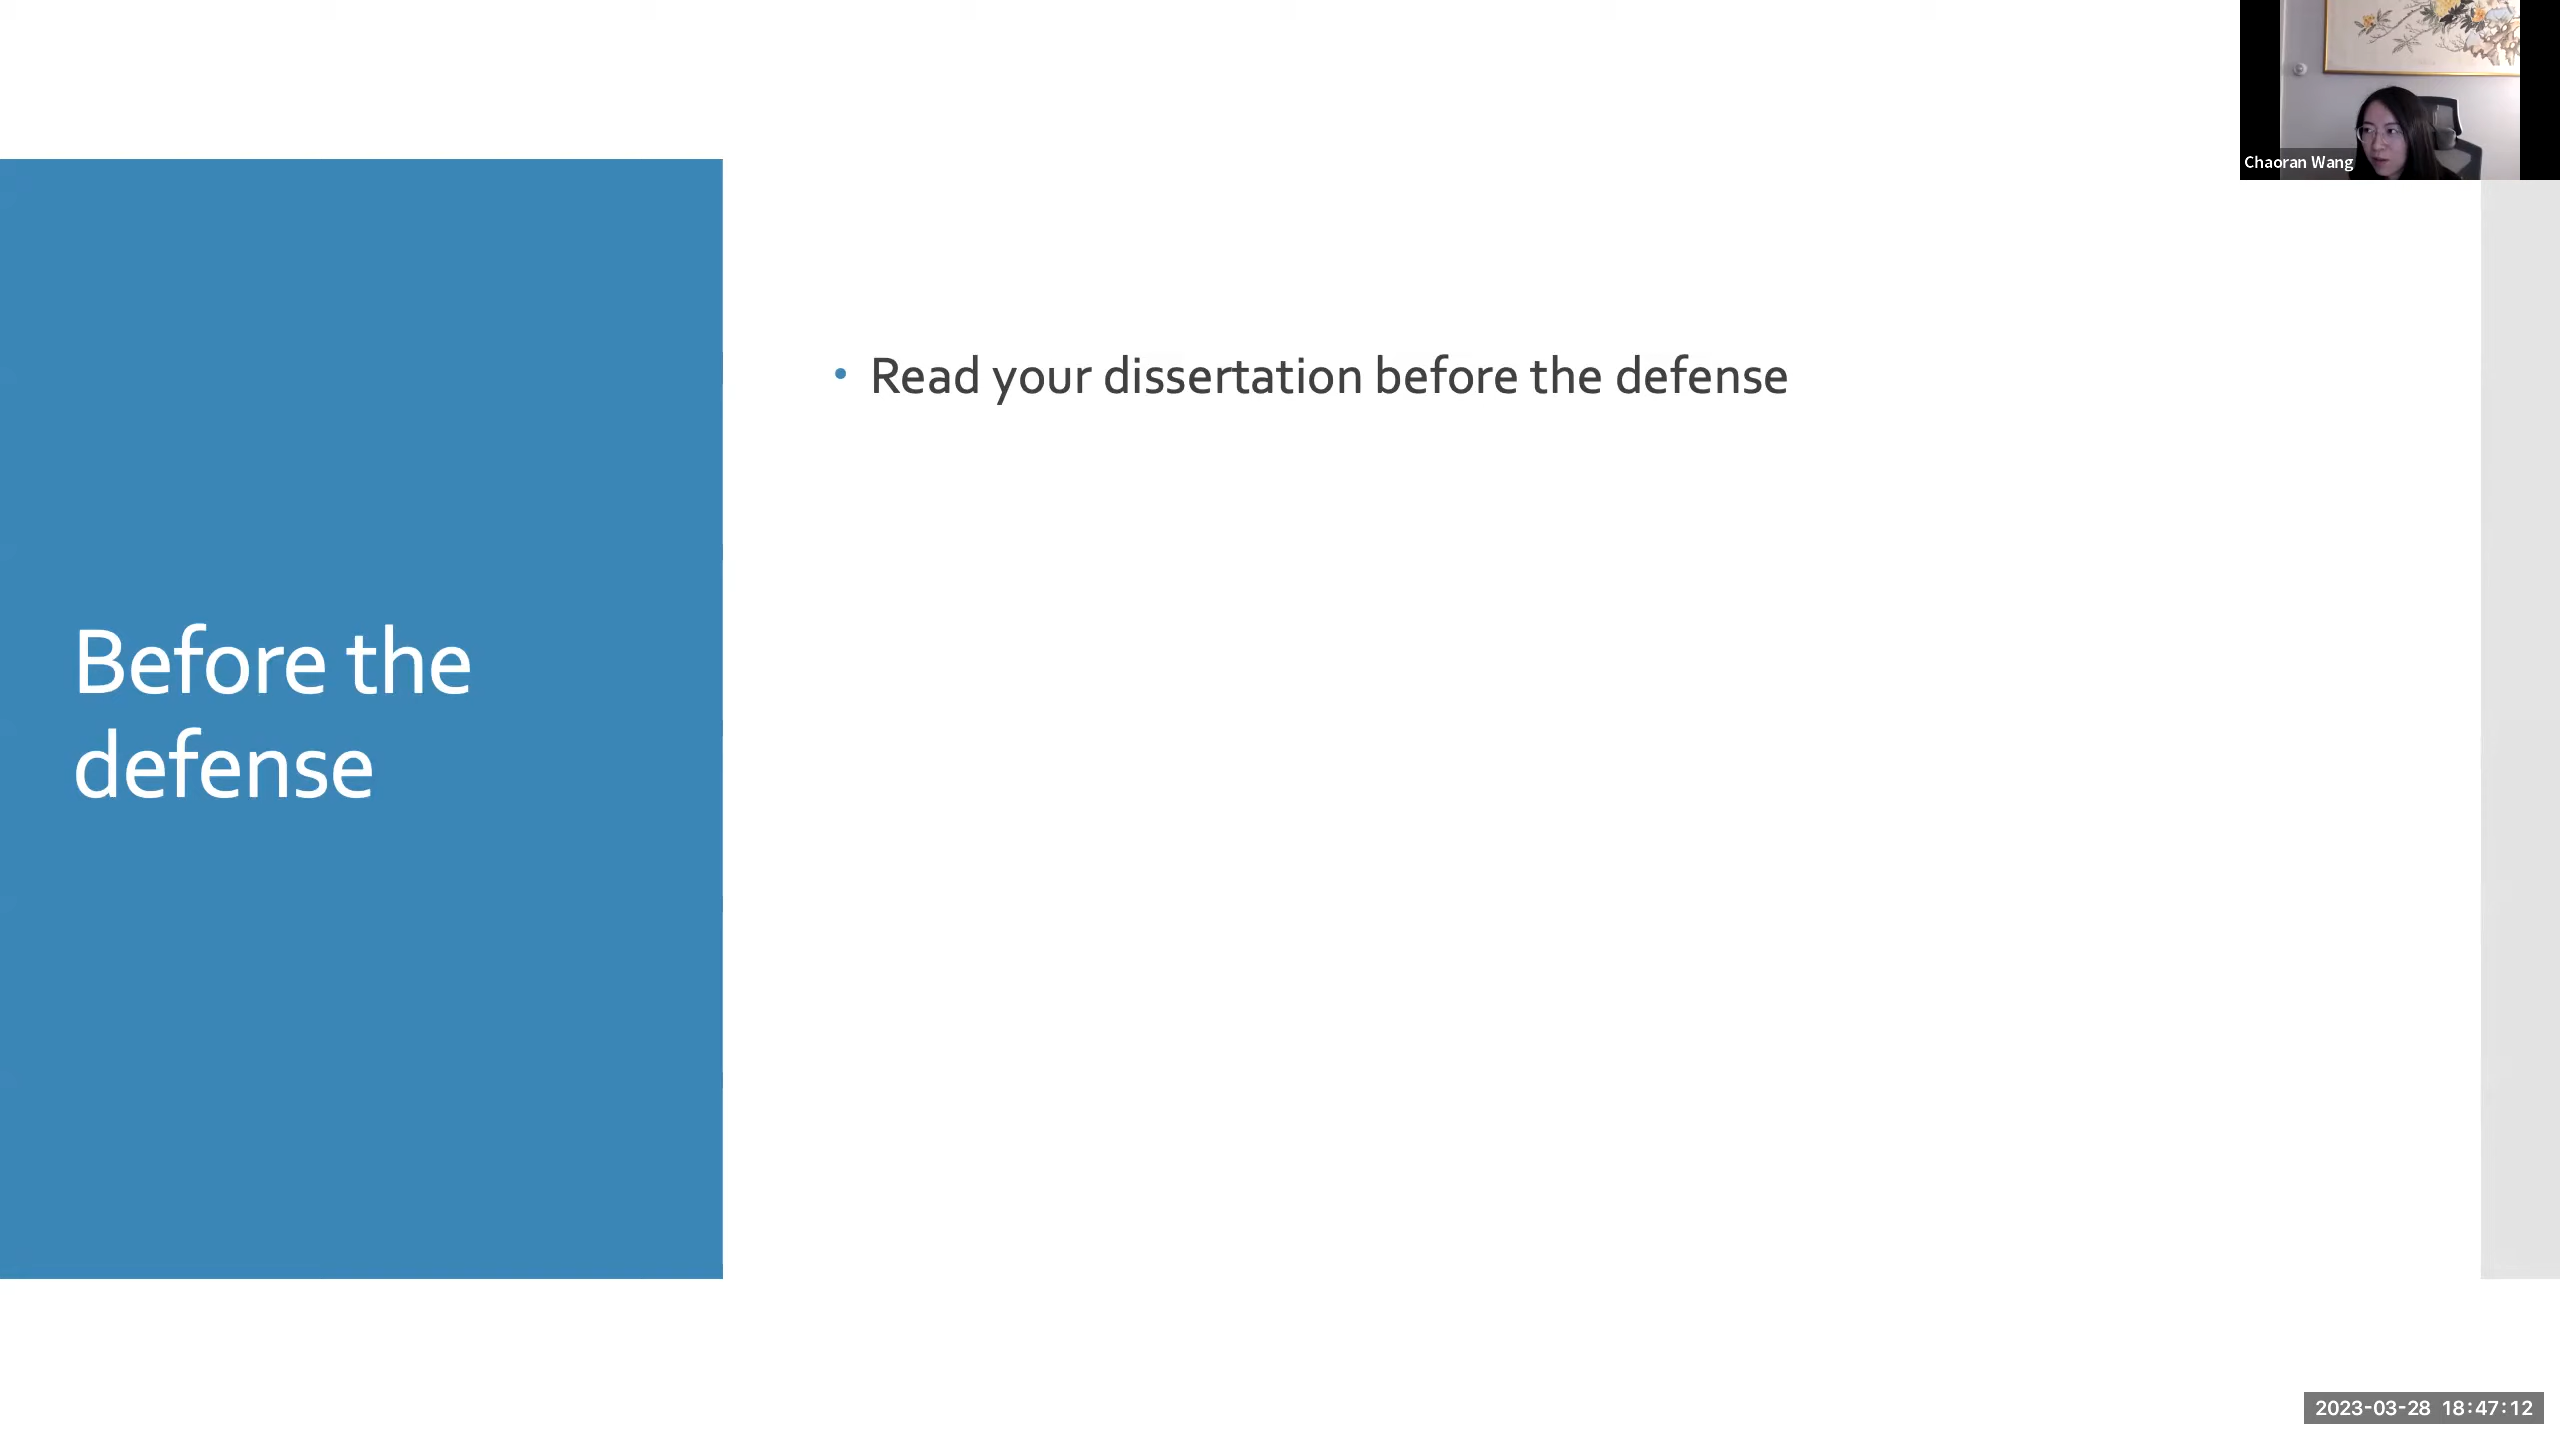 Chaoran Wang
• Read your dissertation before the defense
Before the
defense
2023-03-28 18:47:12